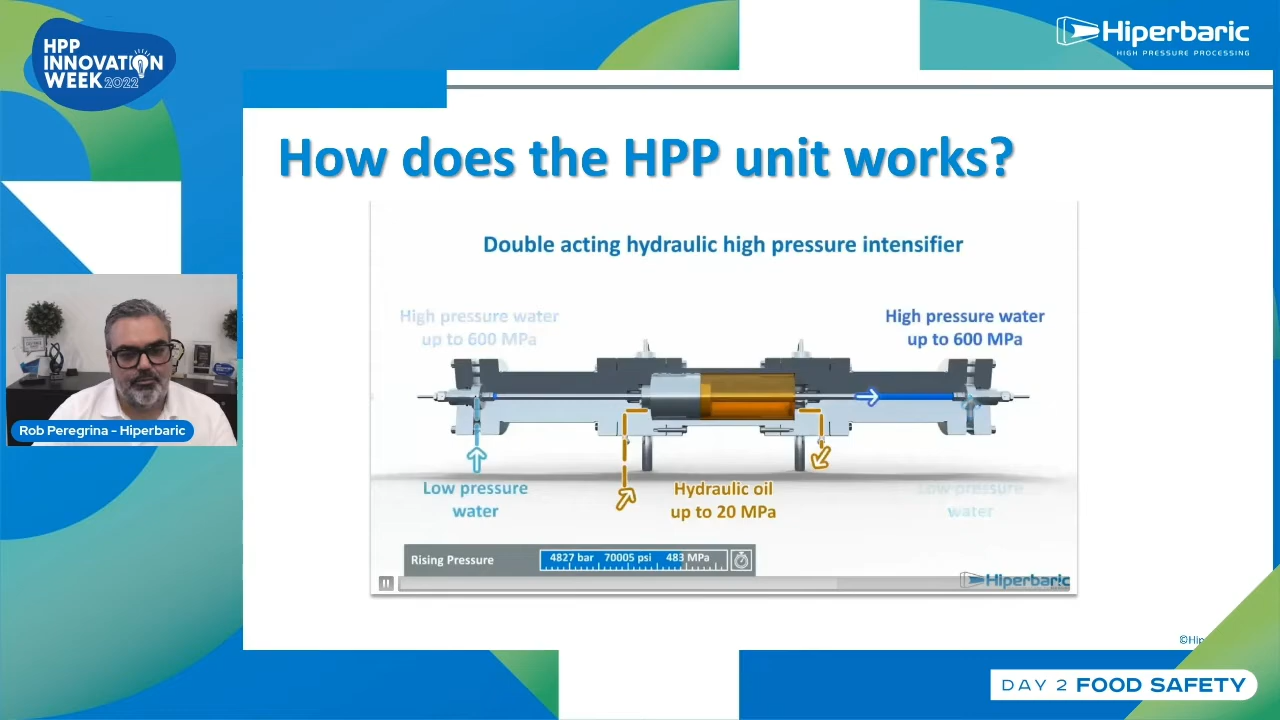 HPP
INNOVATION
WEEK 2022
Hiperbaric
HIGH PRESSURE PROCESSING
How does the HPP unit works?
Double acting hydraulic high pressure intensifier
High pressure water
up to 600 MPa
High pressure water
up to 600 MPa
Rob Peregrina - Hiperbaric
Low pressure
water
Hydraulic oil
up to 20 MPa
Low pressure
water
Rising Pressure
4827 bar 70005 psi 483 MPa
Hiperbaric
©Hip
DAY 2 FOOD SAFETY